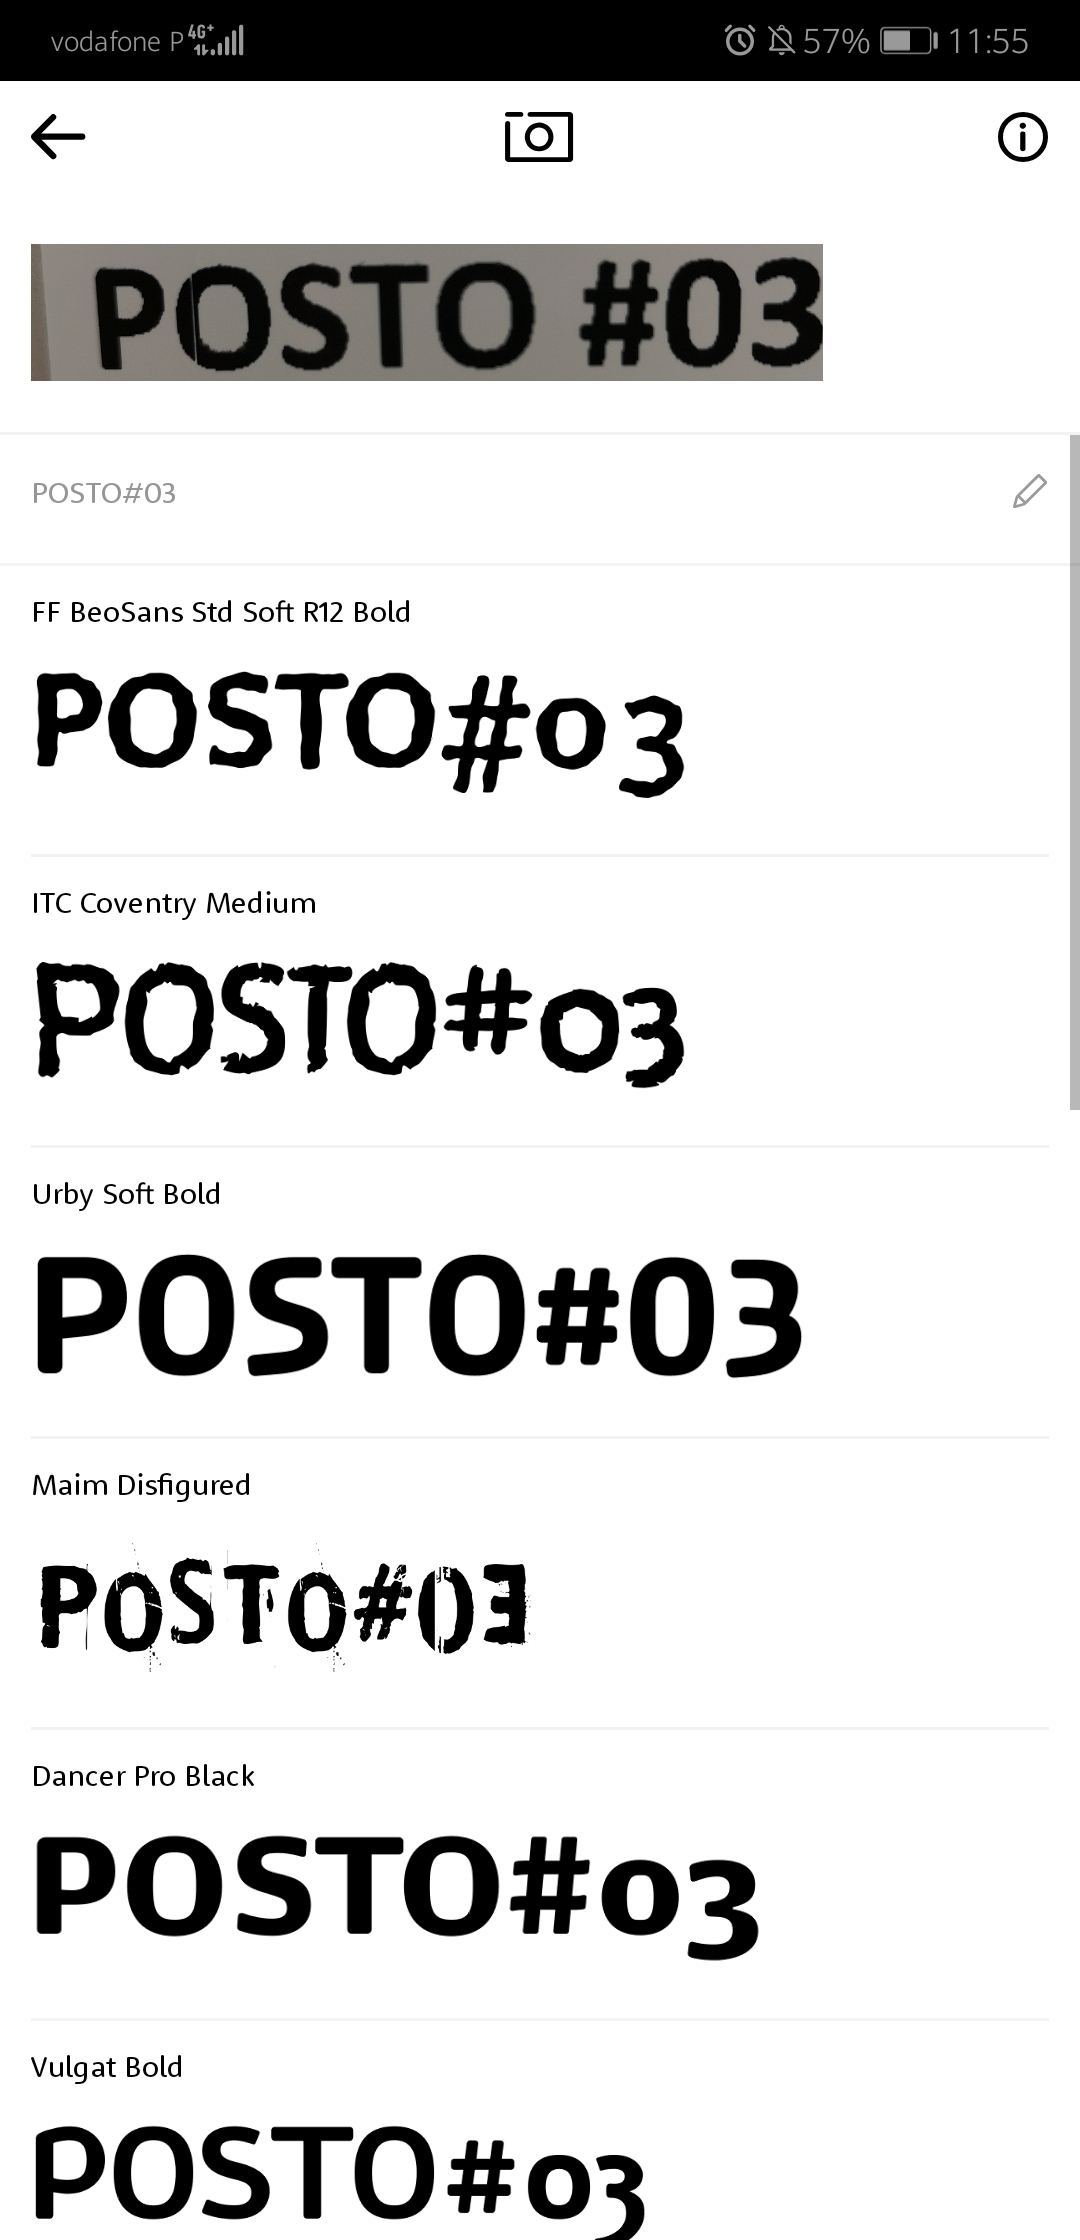 vodafone P 4G+ 57% 11:55
POSTO #03
POSTO#03
FF BeoSans Std Soft R12 Bold
POSTO#03
ITC Coventry Medium
POSTO#03
Urby Soft Bold
POSTO#03
Maim Disfigured
POSTO#03
Dancer Pro Black
POSTO#03
Vulgat Bold
POSTO#03